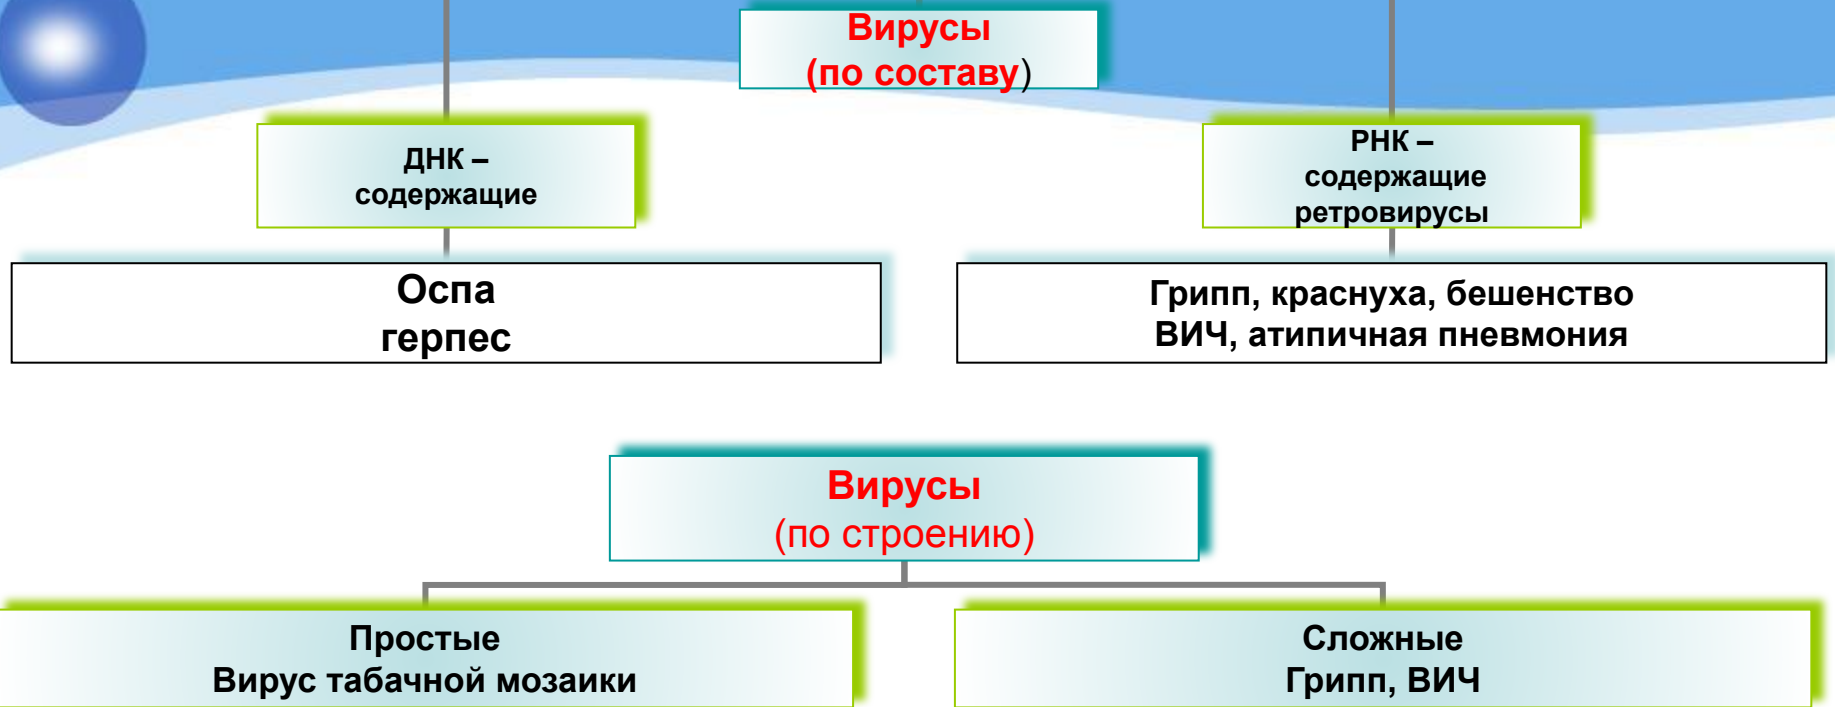 Вирусы
(по составу)
ДНК –
содержащие
РНК –
содержащие
ретровирусы
Оспа
герпес
Грипп, краснуха, бешенство
ВИЧ, атипичная пневмония
Вирусы
(по строению)
Простые
Вирус табачной мозаики
Сложные
Грипп, ВИЧ